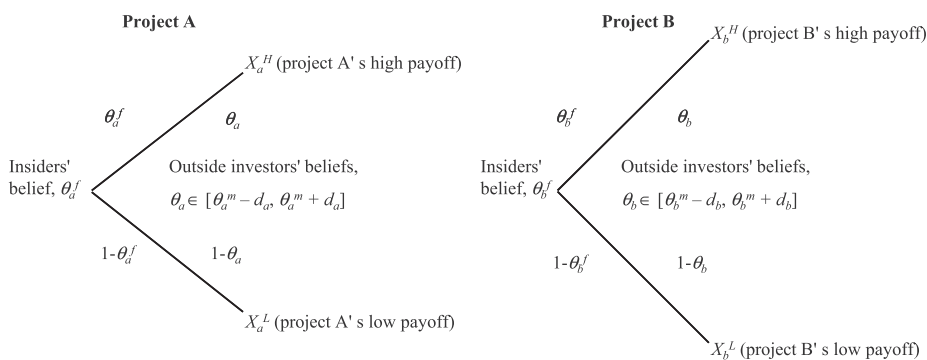 Project A
X_a^H (project A' s high payoff)
θ_a^f
θ_a
Insiders'
belief, θ_a^f
Outside investors' beliefs,
θ_a ∈ [θ_a^m – d_a, θ_a^m + d_a]
1-θ_a^f
1-θ_a
X_a^L (project A' s low payoff)
Project B
X_b^H (project B' s high payoff)
θ_b^f
θ_b
Insiders'
belief, θ_b^f
Outside investors' beliefs,
θ_b ∈ [θ_b^m – d_b, θ_b^m + d_b]
1-θ_b^f
1-θ_b
X_b^L (project B' s low payoff)